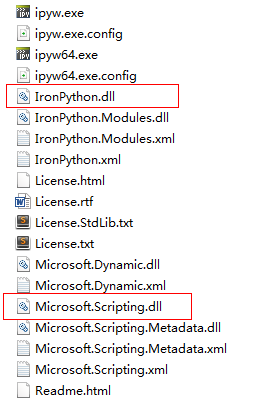 ipyw.exe
ipyw.exe.config
ipyw64.exe
ipyw64.exe.config
IronPython.dll
IronPython.Modules.dll
IronPython.Modules.xml
IronPython.xml
License.html
License.rtf
License.StdLib.txt
License.txt
Microsoft.Dynamic.dll
Microsoft.Dynamic.xml
Microsoft.Scripting.dll
Microsoft.Scripting.Metadata.dll
Microsoft.Scripting.Metadata.xml
Microsoft.Scripting.xml
Readme.html